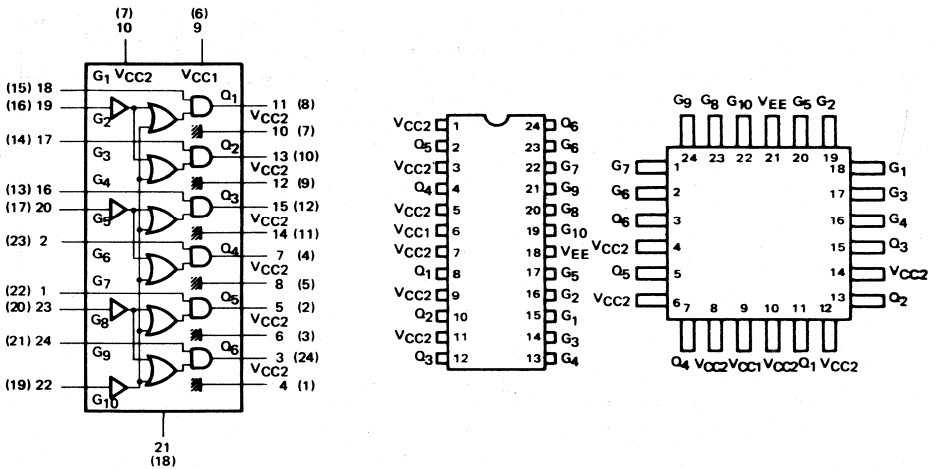 (7) (6)
10 9
G1 VCC2 VCC1
(15) 18 Q1
(16) 19 11 (8)
G2 VCC2
10 (7)
(14) 17 Q2
G3 13 (10)
VCC2
G4 12 (9)
(13) 16 Q3
(17) 20 15 (12)
G5 VCC2
14 (11)
(23) 2 Q4
G6 7 (4)
VCC2
G7 8 (5)
(22) 1 Q5
(20) 23 5 (2)
G8 VCC2
6 (3)
(21) 24 Q6
G9 3 (24)
VCC2
(19) 22 4 (1)
G10
21
(18)
VCC2 1 24 Q6
Q5 2 23 G6
VCC2 3 22 G7
Q4 4 21 G9
VCC2 5 20 G8
VCC1 6 19 G10
VCC2 7 18 VEE
Q1 8 17 G5
VCC2 9 16 G2
Q2 10 15 G1
VCC2 11 14 G3
Q3 12 13 G4
G9 G8 G10 VEE G5 G2
24 23 22 21 20 19
G7 1 18 G1
G6 2 17 G3
Q6 3 16 G4
VCC2 4 15 Q3
Q5 5 14 VCC2
VCC2 6 13 Q2
7 8 9 10 11 12
Q4 VCC2 VCC1 VCC2 Q1 VCC2